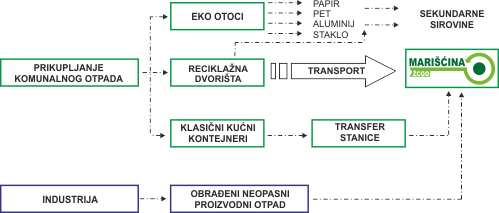 EKO OTOCI
PAPIR
PET
ALUMINIJ
STAKLO
SEKUNDARNE
SIROVINE
PRIKUPLJANJE
KOMUNALNOG OTPADA
RECIKLAŽNA
DVORIŠTA
TRANSPORT
MARIŠĆINA
ŽCGO
KLASIČNI KUĆNI
KONTEJNERI
TRANSFER
STANICE
INDUSTRIJA
OBRAĐENI NEOPASNI
PROIZVODNI OTPAD